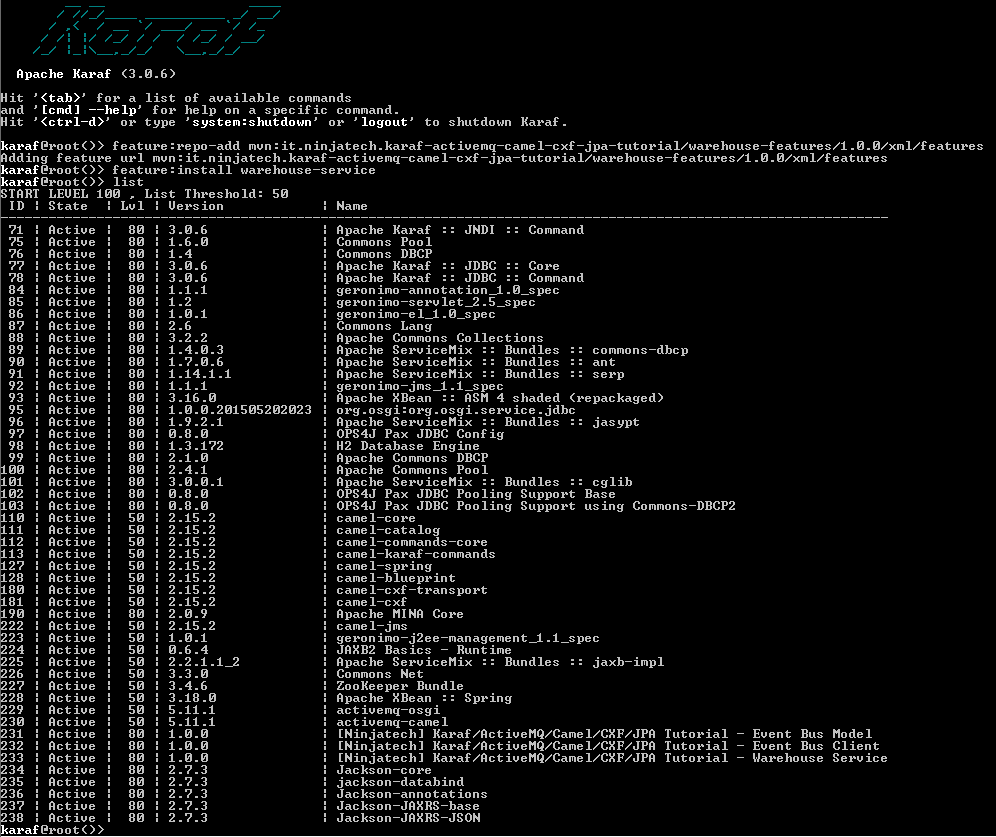 Karaf
Apache Karaf (3.0.6)
Hit '<tab>' for a list of available commands
and '[cmd] --help' for help on a specific command.
Hit '<ctrl-d>' or type 'system:shutdown' or 'logout' to shutdown Karaf.
karaf@root()> feature:repo-add mvn:it.ninjatech.karaf-activemq-camel-cxf-jpa-tutorial/warehouse-features/1.0.0/xml/features
Adding feature url mvn:it.ninjatech.karaf-activemq-camel-cxf-jpa-tutorial/warehouse-features/1.0.0/xml/features
karaf@root()> feature:install warehouse-service
karaf@root()> list
START LEVEL 100 , List Threshold: 50
ID | State | Lvl | Version | Name
71 | Active | 80 | 3.0.6 | Apache Karaf :: JNDI :: Command
75 | Active | 80 | 1.6.0 | Commons Pool
76 | Active | 80 | 1.4 | Commons DBCP
77 | Active | 80 | 3.0.6 | Apache Karaf :: JDBC :: Core
78 | Active | 80 | 3.0.6 | Apache Karaf :: JDBC :: Command
84 | Active | 80 | 1.1.1 | geronimo-annotation_1.0_spec
85 | Active | 80 | 1.2 | geronimo-servlet_2.5_spec
86 | Active | 80 | 1.0.1 | geronimo-el_1.0_spec
87 | Active | 80 | 2.6 | Commons Lang
88 | Active | 80 | 3.2.2 | Apache Commons Collections
89 | Active | 80 | 1.4.0.3 | Apache ServiceMix :: Bundles :: commons-dbcp
90 | Active | 80 | 1.7.0.6 | Apache ServiceMix :: Bundles :: ant
91 | Active | 80 | 1.14.1.1 | Apache ServiceMix :: Bundles :: serp
92 | Active | 80 | 1.1.1 | geronimo-jms_1.1_spec
93 | Active | 80 | 3.16.0 | Apache XBean :: ASM 4 shaded (repackaged)
95 | Active | 80 | 1.0.0.201505202023 | org.osgi:org.osgi.service.jdbc
96 | Active | 80 | 1.9.2.1 | Apache ServiceMix :: Bundles :: jasypt
97 | Active | 80 | 0.8.0 | OPS4J Pax JDBC Config
98 | Active | 80 | 1.3.172 | H2 Database Engine
99 | Active | 80 | 2.1.0 | Apache Commons DBCP
100 | Active | 80 | 2.4.1 | Apache Commons Pool
101 | Active | 80 | 3.0.0.1 | Apache ServiceMix :: Bundles :: cglib
102 | Active | 80 | 0.8.0 | OPS4J Pax JDBC Pooling Support Base
103 | Active | 80 | 0.8.0 | OPS4J Pax JDBC Pooling Support using Commons-DBCP2
110 | Active | 50 | 2.15.2 | camel-core
111 | Active | 50 | 2.15.2 | camel-catalog
112 | Active | 50 | 2.15.2 | camel-commands-core
113 | Active | 50 | 2.15.2 | camel-karaf-commands
127 | Active | 50 | 2.15.2 | camel-spring
128 | Active | 50 | 2.15.2 | camel-blueprint
180 | Active | 50 | 2.15.2 | camel-cxf-transport
181 | Active | 50 | 2.15.2 | camel-cxf
190 | Active | 80 | 2.0.9 | Apache MINA Core
222 | Active | 50 | 2.15.2 | camel-jms
223 | Active | 50 | 1.0.1 | geronimo-j2ee-management_1.1_spec
224 | Active | 50 | 0.6.4 | JAXB2 Basics - Runtime
225 | Active | 50 | 2.2.1.1_2 | Apache ServiceMix :: Bundles :: jaxb-impl
226 | Active | 50 | 3.3.0 | Commons Net
227 | Active | 50 | 3.4.6 | ZooKeeper Bundle
228 | Active | 50 | 3.18.0 | Apache XBean :: Spring
229 | Active | 50 | 5.11.1 | activemq-osgi
230 | Active | 50 | 5.11.1 | activemq-camel
231 | Active | 80 | 1.0.0 | [Ninjatech] Karaf/ActiveMQ/Camel/CXF/JPA Tutorial - Event Bus Model
232 | Active | 80 | 1.0.0 | [Ninjatech] Karaf/ActiveMQ/Camel/CXF/JPA Tutorial - Event Bus Client
233 | Active | 80 | 1.0.0 | [Ninjatech] Karaf/ActiveMQ/Camel/CXF/JPA Tutorial - Warehouse Service
234 | Active | 80 | 2.7.3 | Jackson-core
235 | Active | 80 | 2.7.3 | jackson-databind
236 | Active | 80 | 2.7.3 | Jackson-annotations
237 | Active | 80 | 2.7.3 | Jackson-JAXRS-base
238 | Active | 80 | 2.7.3 | Jackson-JAXRS-JSON
karaf@root()>